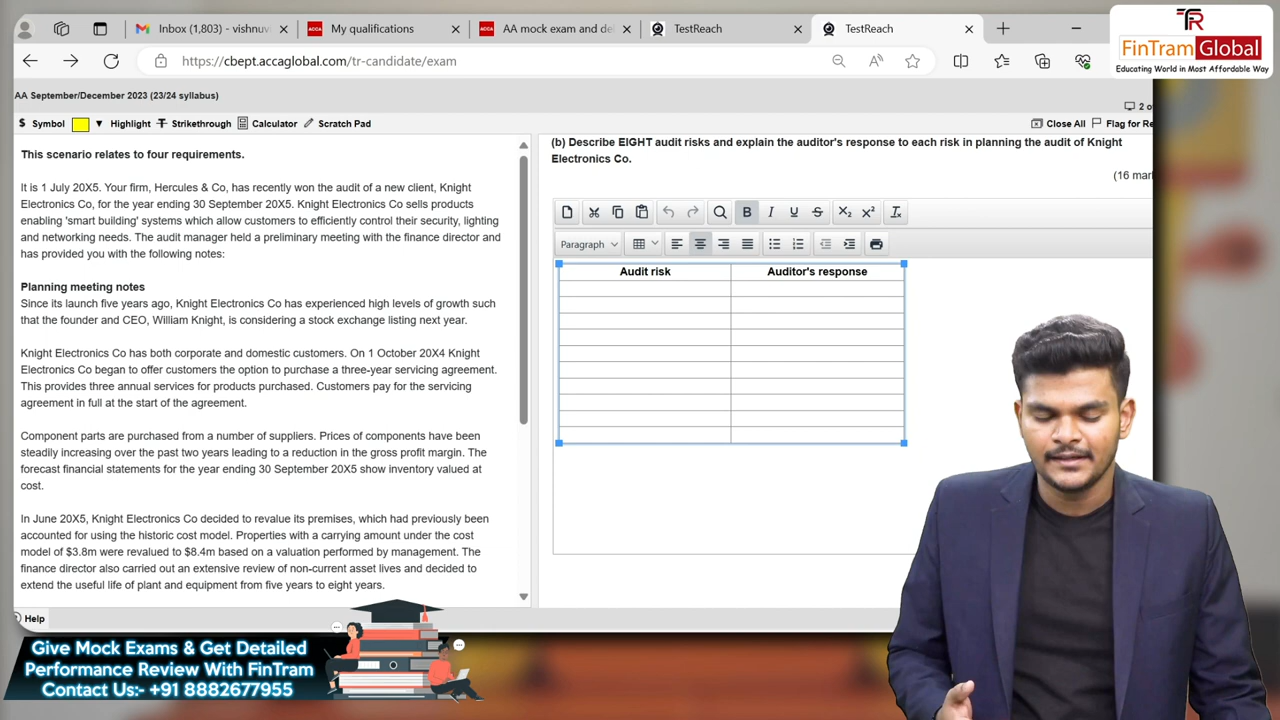 Inbox (1,803) - vishnuv
My qualifications
AA mock exam and de
TestReach
TestReach
FinTram Global
Educating World in Most Affordable Way
https://cbept.accaglobal.com/tr-candidate/exam
AA September/December 2023 (23/24 syllabus)
2 o
Symbol
Highlight
Strikethrough
Calculator
Scratch Pad
Close All
Flag for Re
This scenario relates to four requirements.
It is 1 July 20X5. Your firm, Hercules & Co, has recently won the audit of a new client, Knight
Electronics Co, for the year ending 30 September 20X5. Knight Electronics Co sells products
enabling 'smart building' systems which allow customers to efficiently control their security, lighting
and networking needs. The audit manager held a preliminary meeting with the finance director and
has provided you with the following notes:
Planning meeting notes
Since its launch five years ago, Knight Electronics Co has experienced high levels of growth such
that the founder and CEO, William Knight, is considering a stock exchange listing next year.
Knight Electronics Co has both corporate and domestic customers. On 1 October 20X4 Knight
Electronics Co began to offer customers the option to purchase a three-year servicing agreement.
This provides three annual services for products purchased. Customers pay for the servicing
agreement in full at the start of the agreement.
Component parts are purchased from a number of suppliers. Prices of components have been
steadily increasing over the past two years leading to a reduction in the gross profit margin. The
forecast financial statements for the year ending 30 September 20X5 show inventory valued at
cost.
In June 20X5, Knight Electronics Co decided to revalue its premises, which had previously been
accounted for using the historic cost model. Properties with a carrying amount under the cost
model of $3.8m were revalued to $8.4m based on a valuation performed by management. The
finance director also carried out an extensive review of non-current asset lives and decided to
extend the useful life of plant and equipment from five years to eight years.
(b) Describe EIGHT audit risks and explain the auditor's response to each risk in planning the audit of Knight
Electronics Co.
(16 mar
Paragraph
Audit risk
Auditor's response
Help
Give Mock Exams & Get Detailed
Performance Review With FinTram
Contact Us:- +91 8882677955